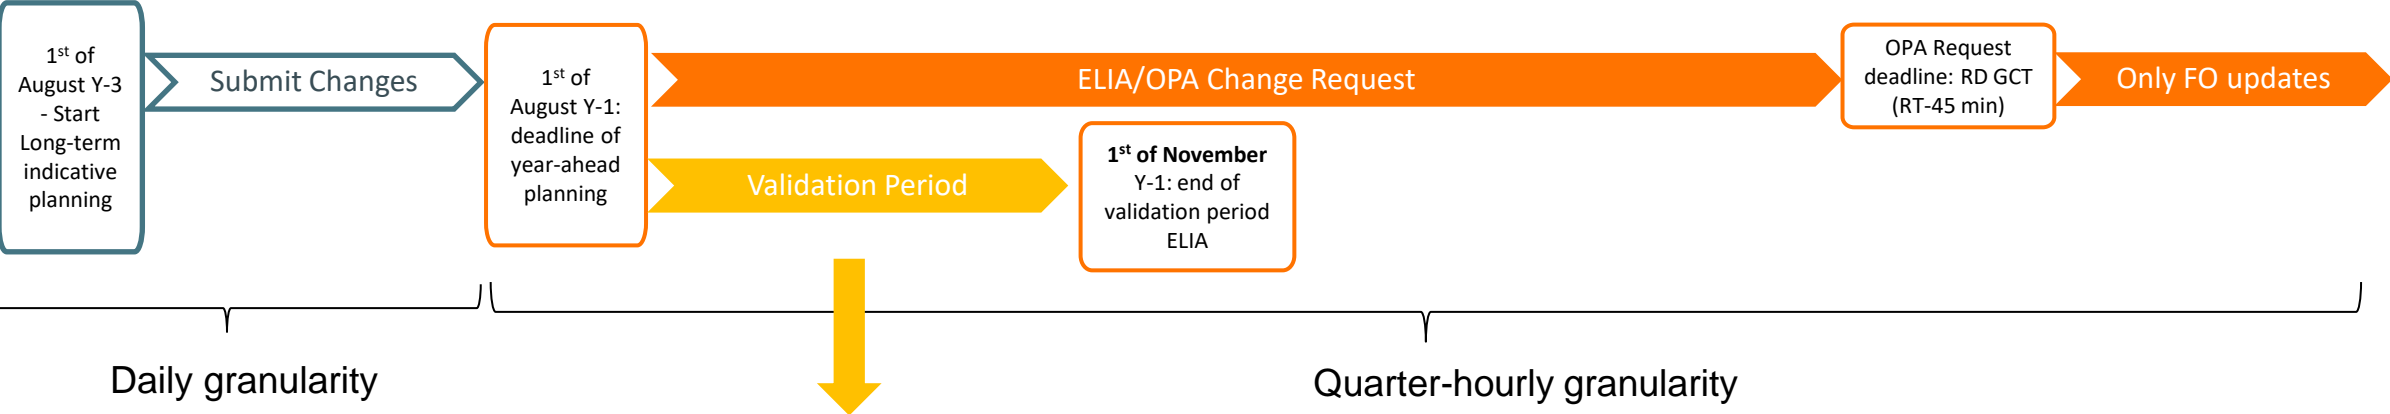 1st of
August Y-3
- Start
Long-term
indicative
planning
Submit Changes
1st of
August Y-1:
deadline of
year-ahead
planning
ELIA/OPA Change Request
Validation Period
1st of November
Y-1: end of
validation period
ELIA
OPA Request
deadline: RD GCT
(RT-45 min)
Only FO updates
Daily granularity
Quarter-hourly granularity